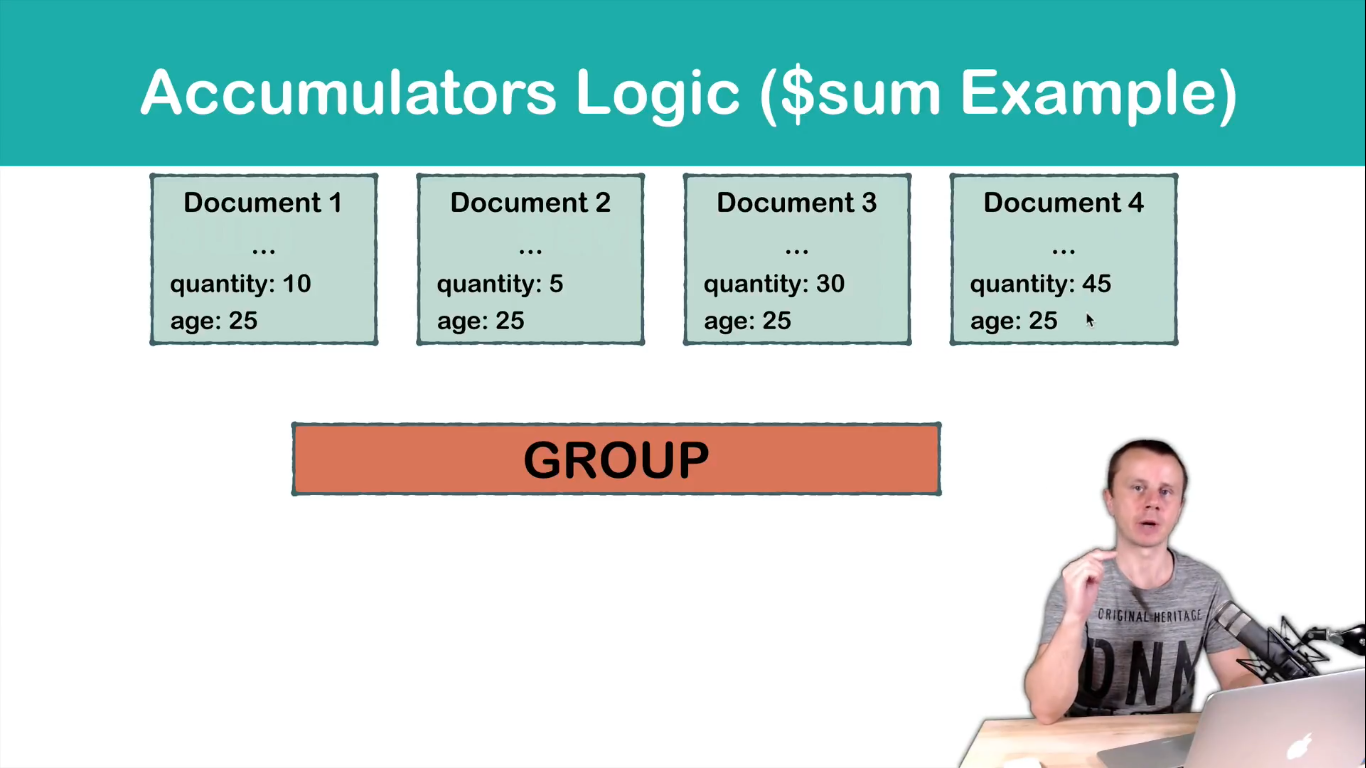 Accumulators Logic ($sum Example)
Document 1
...
quantity: 10
age: 25
Document 2
...
quantity: 5
age: 25
Document 3
...
quantity: 30
age: 25
Document 4
...
quantity: 45
age: 25
GROUP
ORIGINAL HERITAGE
DNM